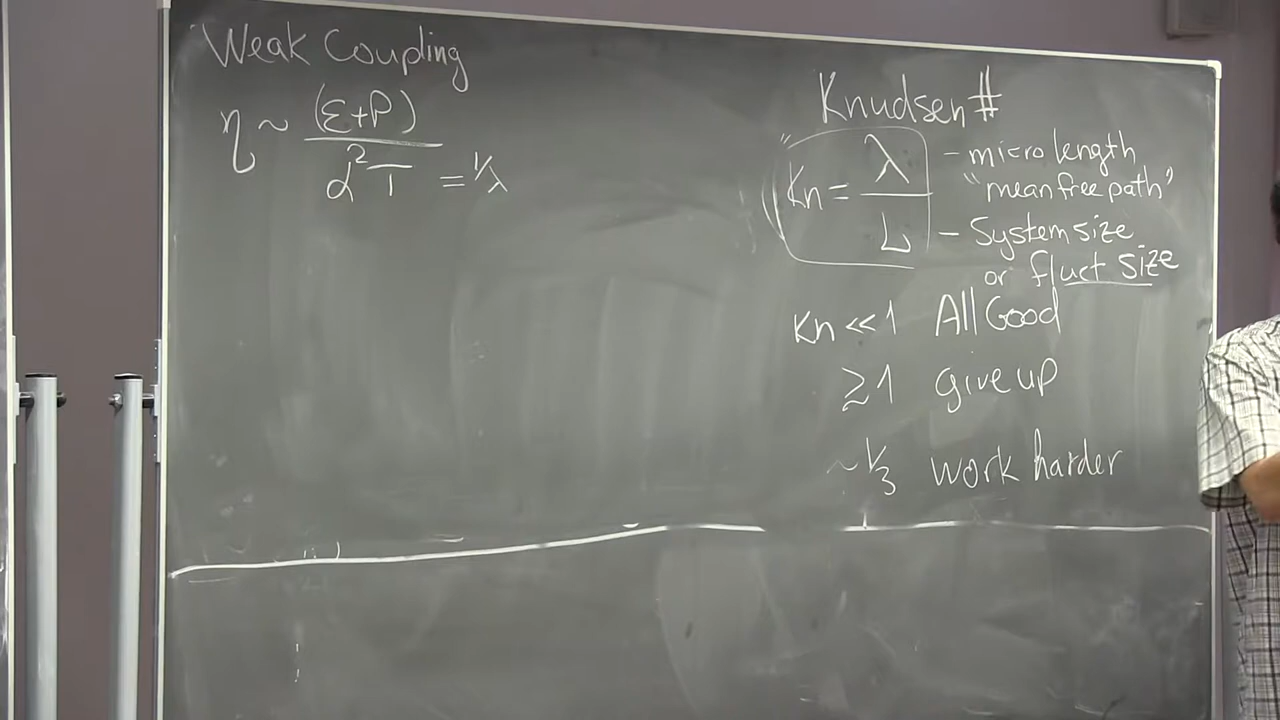 Weak Coupling
η ~ (ε+P) / α²T = 1/λ
Knudsen #
Kn = λ / L
- micro length
"mean free path"
- System size
or fluct size
Kn << 1 All Good
≳ 1 give up
~ 1/3 work harder